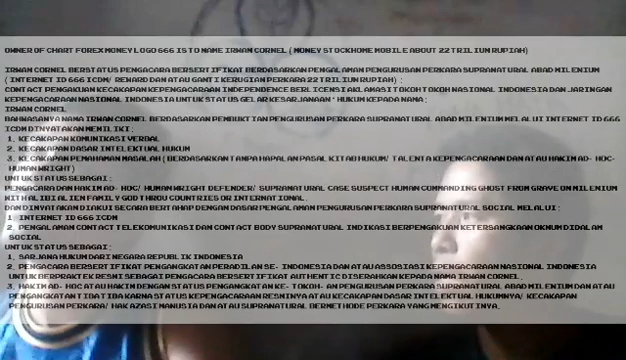 OWNER OF CHART FOREX MONEY LOGO 666 IS TO NAME IRWAN CORNEL ( MONEY STOCKHOME MOBILE ABOUT 22 TRILIUN RUPIAH)
IRWAN CORNEL BERSTATUS PENGACARA BERSERTIFIKAT BERDASARKAN PENGALAMAN PENGURUSAN PERKARA SUPRANATURAL ABAD MILENIUM
( INTERNET ID 666 ICDM/ REWARD DAN ATAU GANTI KERUGIAN PERKARA 22 TRILIUN RUPIAH) :
CONTACT PENGAKUAN KECAKAPAN KEPENGACARAAN INDEPENDENCE BERLICENSI AKLAMASI TOKOH TOKOH NASIONAL INDONESIA DAN JARINGAN
KEPENGACARAAN NASIONAL INDONESIA UNTUK STATUS GELAR KESARJANAAN " HUKUM KEPADA NAMA :
IRWAN CORNEL
BAHWASANYA NAMA IRWAN CORNEL BERDASARKAN PEMBUKTIAN PENGURUSAN PERKARA SUPRANATURAL ABAD MILENIUM MELALUI INTERNET ID 666
ICDM DINYATAKAN MEMILIKI :
1. KECAKAPAN KOMUNIKASI VERBAL
2. KECAKAPAN DASAR INTELEKTUAL HUKUM
3. KECAKAPAN PEMAHAMAN MASALAH ( BERDASARKAN TANPA HAPALAN PASAL KITAB HUKUM/ TALENTA KEPENGACARAAN DAN ATAU HAKIM AD- HOC-
HUMAN WRIGHT)
UNTUK STATUS SEBAGAI :
PENGACARA DAN HAKIM AD- HOC/ HUMANWRIGHT DEFENDER/ SUPRANATURAL CASE SUSPECT HUMAN COMMANDING GHOST FROM GRAVE ON MILENIUM
WITH ALIBI ALIEN FAMILY GOD THROU COUNTRIES OR INTERNATIONAL.
DAN DINYATAKAN DIAKUI SECARA BERTAHAP DENGAN DASAR PENGALAMAN PENGURUSAN PERKARA SUPRANATURAL SOCIAL MELALUI :
1. INTERNET ID 666 ICDM
2. PENGALAMAN CONTACT TELEKOMUNIKASI DAN CONTACT BODY SUPRANATURAL INDIKASI BERPENGAKUAN KETERSANGKAAN OKNUM DIDALAM
SOCIAL
UNTUK STATUS SEBAGAI :
1. SARJANA HUKUM DARI NEGARA REPUBLIK INDONESIA
2. PENGACARA BERSERTIFIKAT PENGANGKATAN PERADILAN SE- INDONESIA DAN ATAU ASSOSIASI KEPENGACARAAN NASIONAL INDONESIA
UNTUK BERPRAKTEK RESMI SEBAGAI PENGACARA BERSERTIFIKAT AUTHENTIC DISERAHKAN KEPADA NAMA IRWAN CORNEL.
3. HAKIM AD- HOC ATAU HAKIM DENGAN STATUS PENGANGKATAN KE- TOKOH- AN PENGURUSAN PERKARA SUPRANATURAL ABAD MILENIUM DAN ATAU
PENGANGKATAN TIBA TIBA KARNA STATUS KEPENGACARAAN RESMINYA ATAU KECAKAPAN DASAR INTELEKTUAL HUKUMNYA/ KECAKAPAN
PENGURUSAN PERKARA/ HAK AZASI MANUSIA DAN ATAU SUPRANATURAL BERMETHODE PERKARA YANG MENGIKUTINYA.